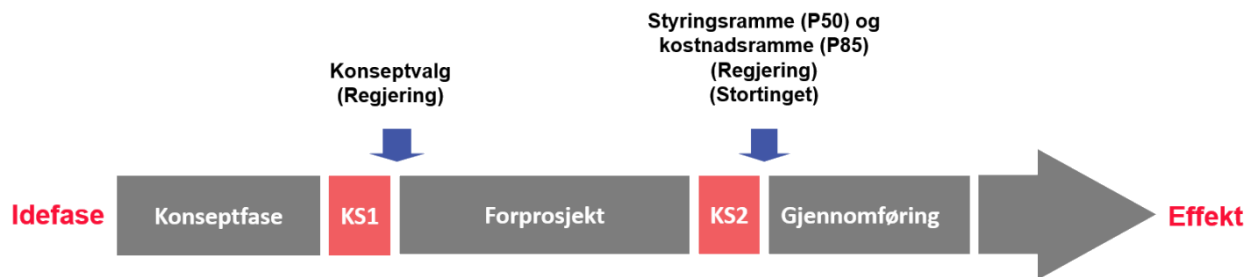 Styringsramme (P50) og
kostnadsramme (P85)
(Regjering)
(Stortinget)
Konseptvalg
(Regjering)
Idefase
Konseptfase
KS1
Forprosjekt
KS2
Gjennomføring
Effekt